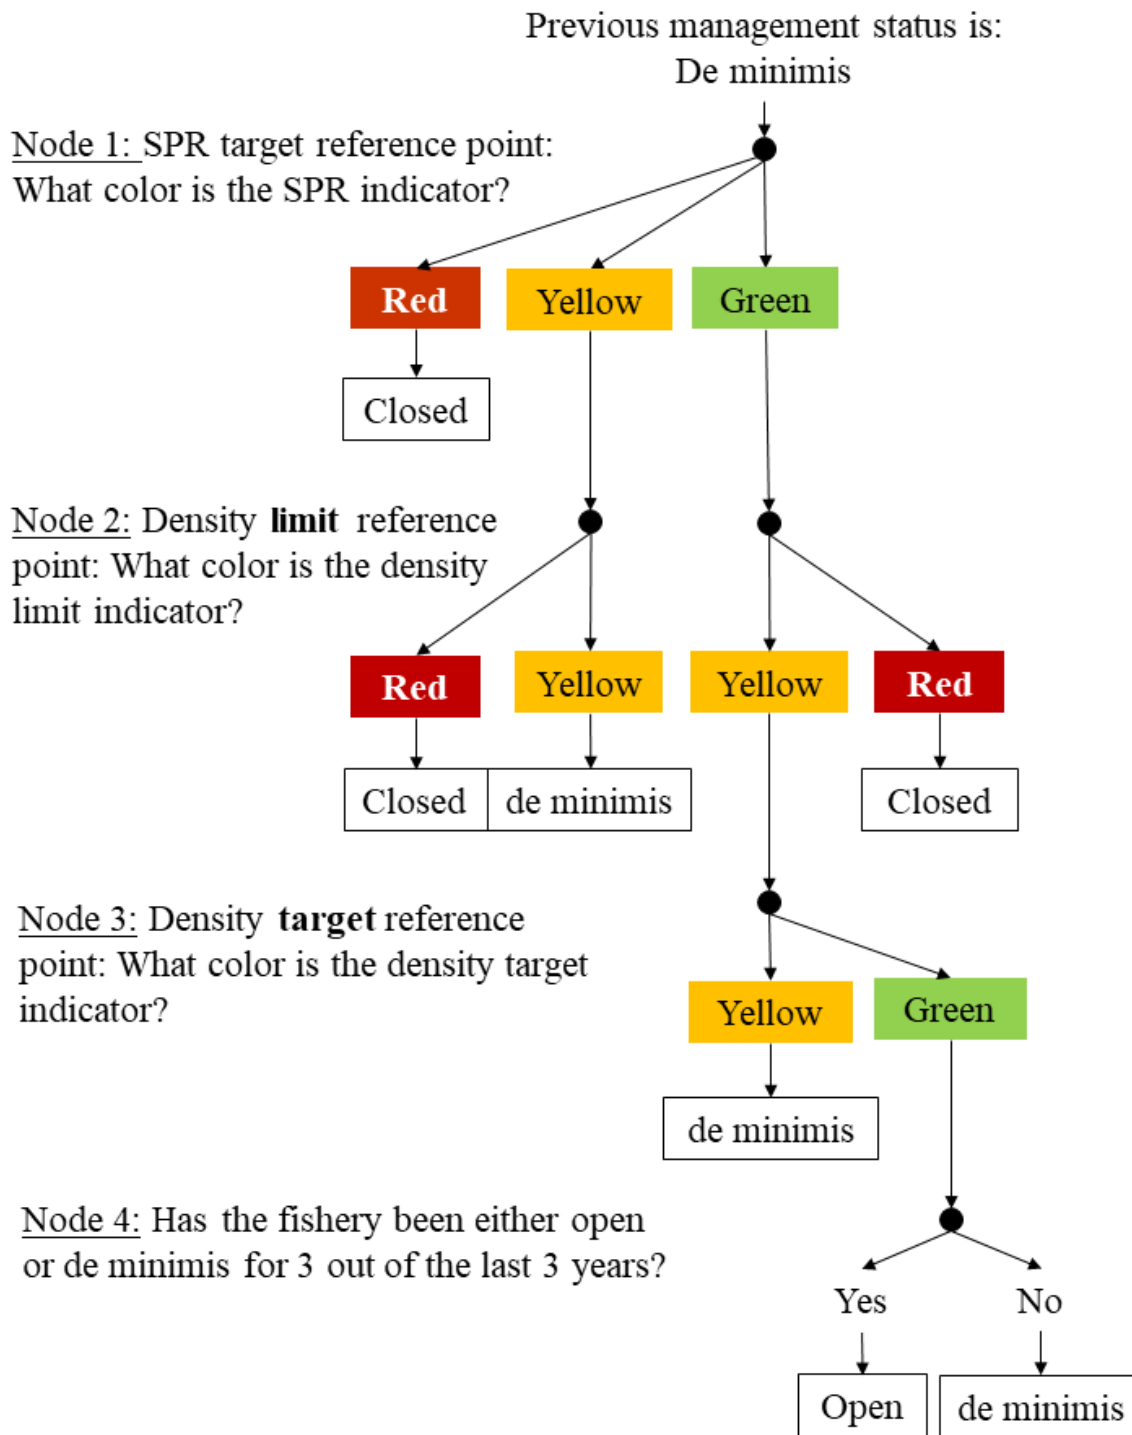 Previous management status is:
De minimis
Node 1: SPR target reference point:
What color is the SPR indicator?
Red
Yellow
Green
Closed
Node 2: Density limit reference
point: What color is the density
limit indicator?
Red
Yellow
Yellow
Red
Closed
de minimis
Closed
Node 3: Density target reference
point: What color is the density target
indicator?
Yellow
Green
de minimis
Node 4: Has the fishery been either open
or de minimis for 3 out of the last 3 years?
Yes
No
Open
de minimis